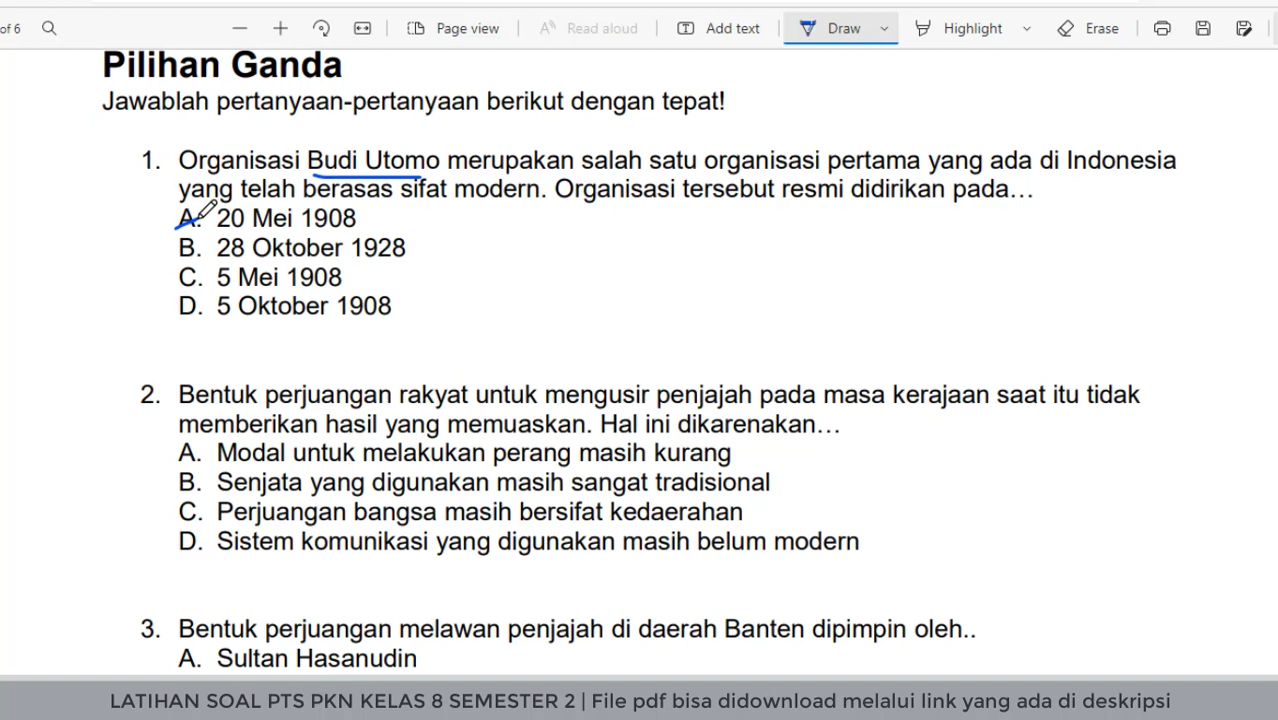 of 6
Page view
Read aloud
Add text
Draw
Highlight
Erase
Pilihan Ganda
Jawablah pertanyaan-pertanyaan berikut dengan tepat!
1. Organisasi Budi Utomo merupakan salah satu organisasi pertama yang ada di Indonesia
yang telah berasas sifat modern. Organisasi tersebut resmi didirikan pada…
A. 20 Mei 1908
B. 28 Oktober 1928
C. 5 Mei 1908
D. 5 Oktober 1908
2. Bentuk perjuangan rakyat untuk mengusir penjajah pada masa kerajaan saat itu tidak
memberikan hasil yang memuaskan. Hal ini dikarenakan…
A. Modal untuk melakukan perang masih kurang
B. Senjata yang digunakan masih sangat tradisional
C. Perjuangan bangsa masih bersifat kedaerahan
D. Sistem komunikasi yang digunakan masih belum modern
3. Bentuk perjuangan melawan penjajah di daerah Banten dipimpin oleh..
A. Sultan Hasanudin
LATIHAN SOAL PTS PKN KELAS 8 SEMESTER 2 | File pdf bisa didownload melalui link yang ada di deskripsi